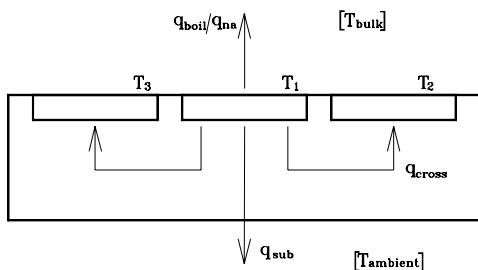 q_boil/q_na [T_bulk]
T_3 T_1 T_2
q_cross
q_sub [T_ambient]